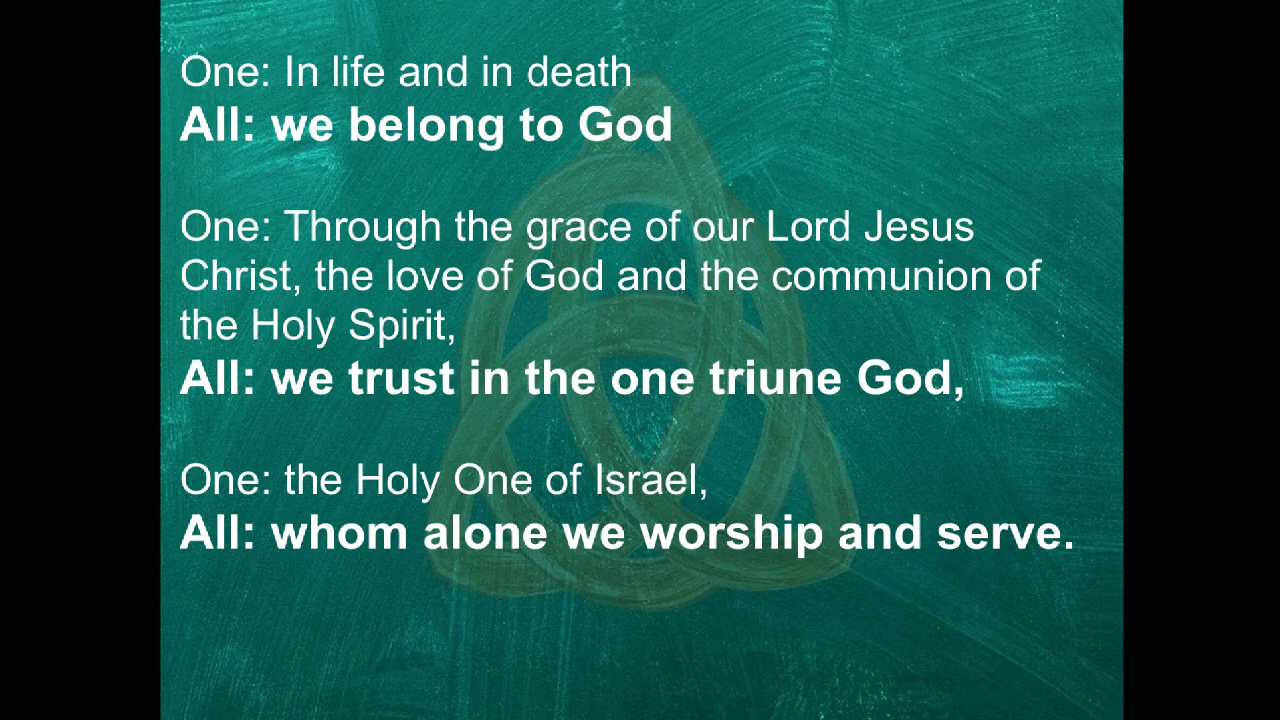 One: In life and in death
All: we belong to God
One: Through the grace of our Lord Jesus
Christ, the love of God and the communion of
the Holy Spirit,
All: we trust in the one triune God,
One: the Holy One of Israel,
All: whom alone we worship and serve.